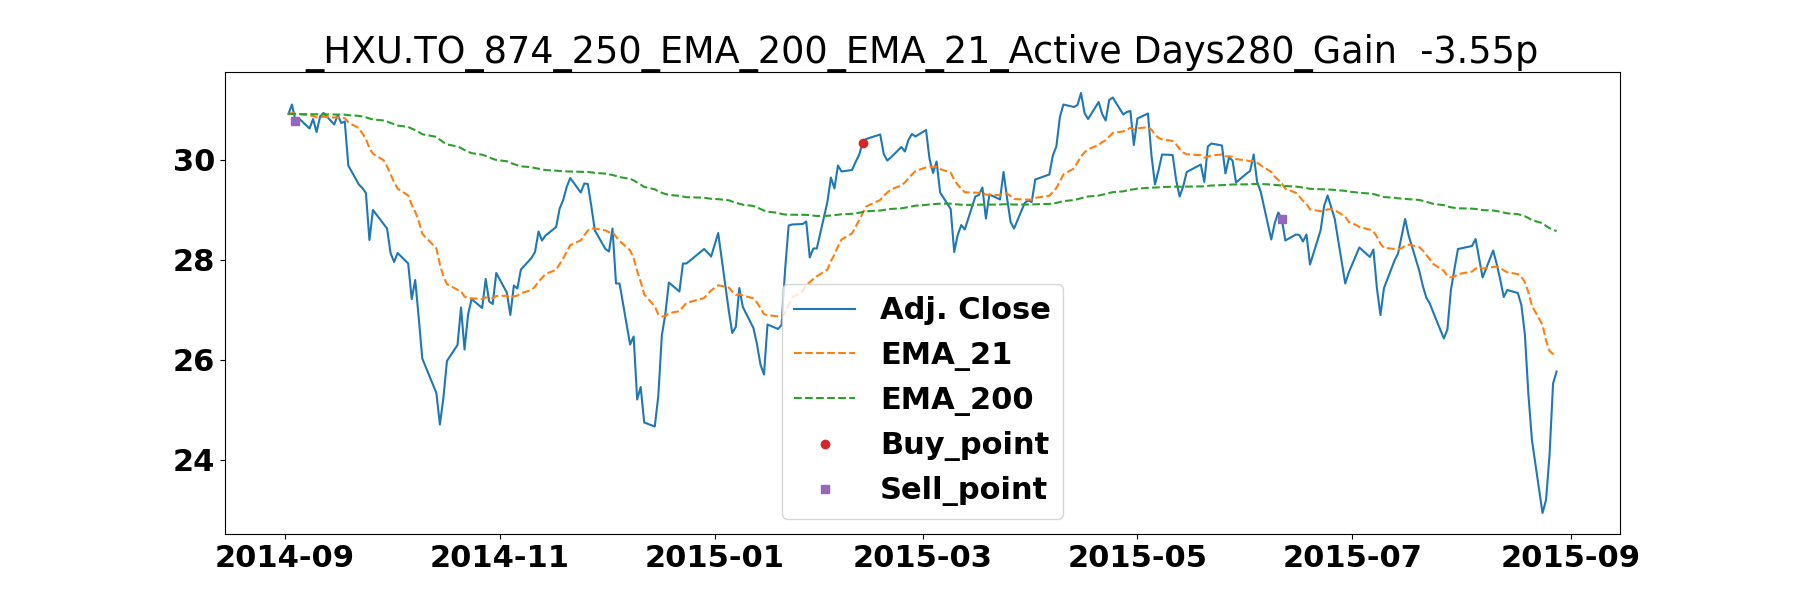 _HXU.TO_874_250_EMA_200_EMA_21_Active Days280_Gain  -3.55p
30
28
26
24
Adj. Close
EMA_21
EMA_200
Buy_point
Sell_point
2014-09 2014-11 2015-01 2015-03 2015-05 2015-07 2015-09